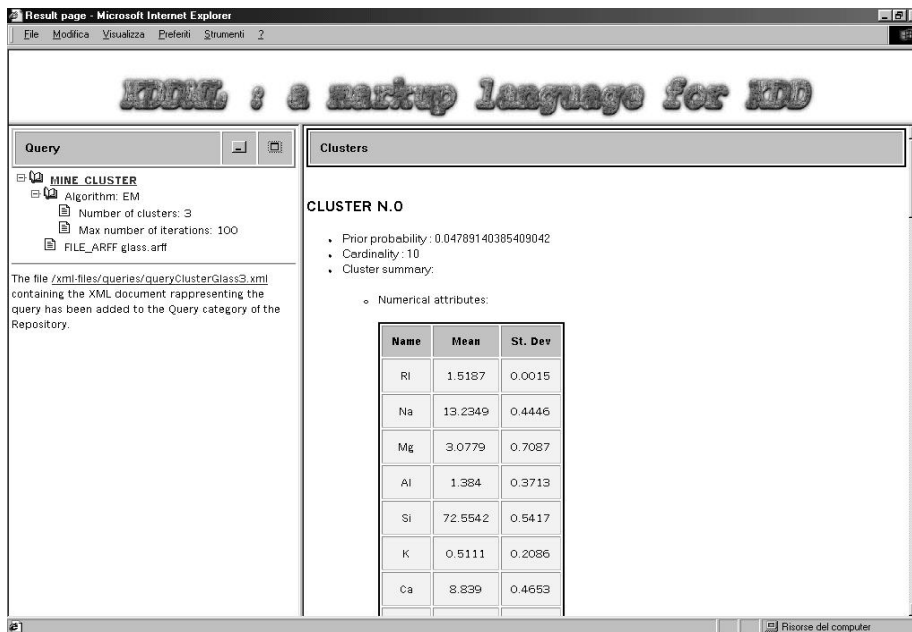 Result page - Microsoft Internet Explorer
File Modifica Visualizza Preferiti Strumenti ?
KDDML : a markup language for KDD
Query
MINE CLUSTER
Algorithm: EM
Number of clusters: 3
Max number of iterations: 100
FILE_ARFF glass.arff
The file /xml-files/queries/queryClusterGlass3.xml
containing the XML document rappresenting the
query has been added to the Query category of the
Repository.
Clusters
CLUSTER N.0
Prior probability : 0.04789140385409042
Cardinality : 10
Cluster summary:
Numerical attributes:
Name Mean St. Dev
RI 1.5187 0.0015
Na 13.2349 0.4446
Mg 3.0779 0.7087
Al 1.384 0.3713
Si 72.5542 0.5417
K 0.5111 0.2086
Ca 8.839 0.4653
Risorse del computer